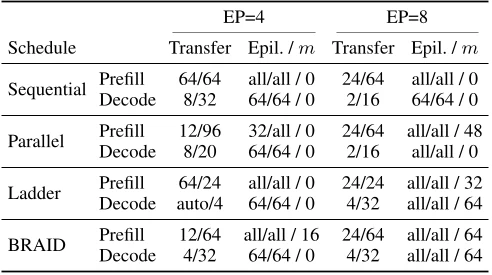 EP=4 EP=8
Schedule Transfer Epil. / m Transfer Epil. / m
Sequential Prefill 64/64 all/all / 0 24/64 all/all / 0
Decode 8/32 64/64 / 0 2/16 64/64 / 0
Parallel Prefill 12/96 32/all / 0 24/64 all/all / 48
Decode 8/20 64/64 / 0 2/16 all/all / 0
Ladder Prefill 64/24 all/all / 0 24/24 all/all / 32
Decode auto/4 64/64 / 0 4/32 all/all / 64
BRAID Prefill 12/64 all/all / 16 24/64 all/all / 64
Decode 4/32 64/64 / 0 4/32 all/all / 64